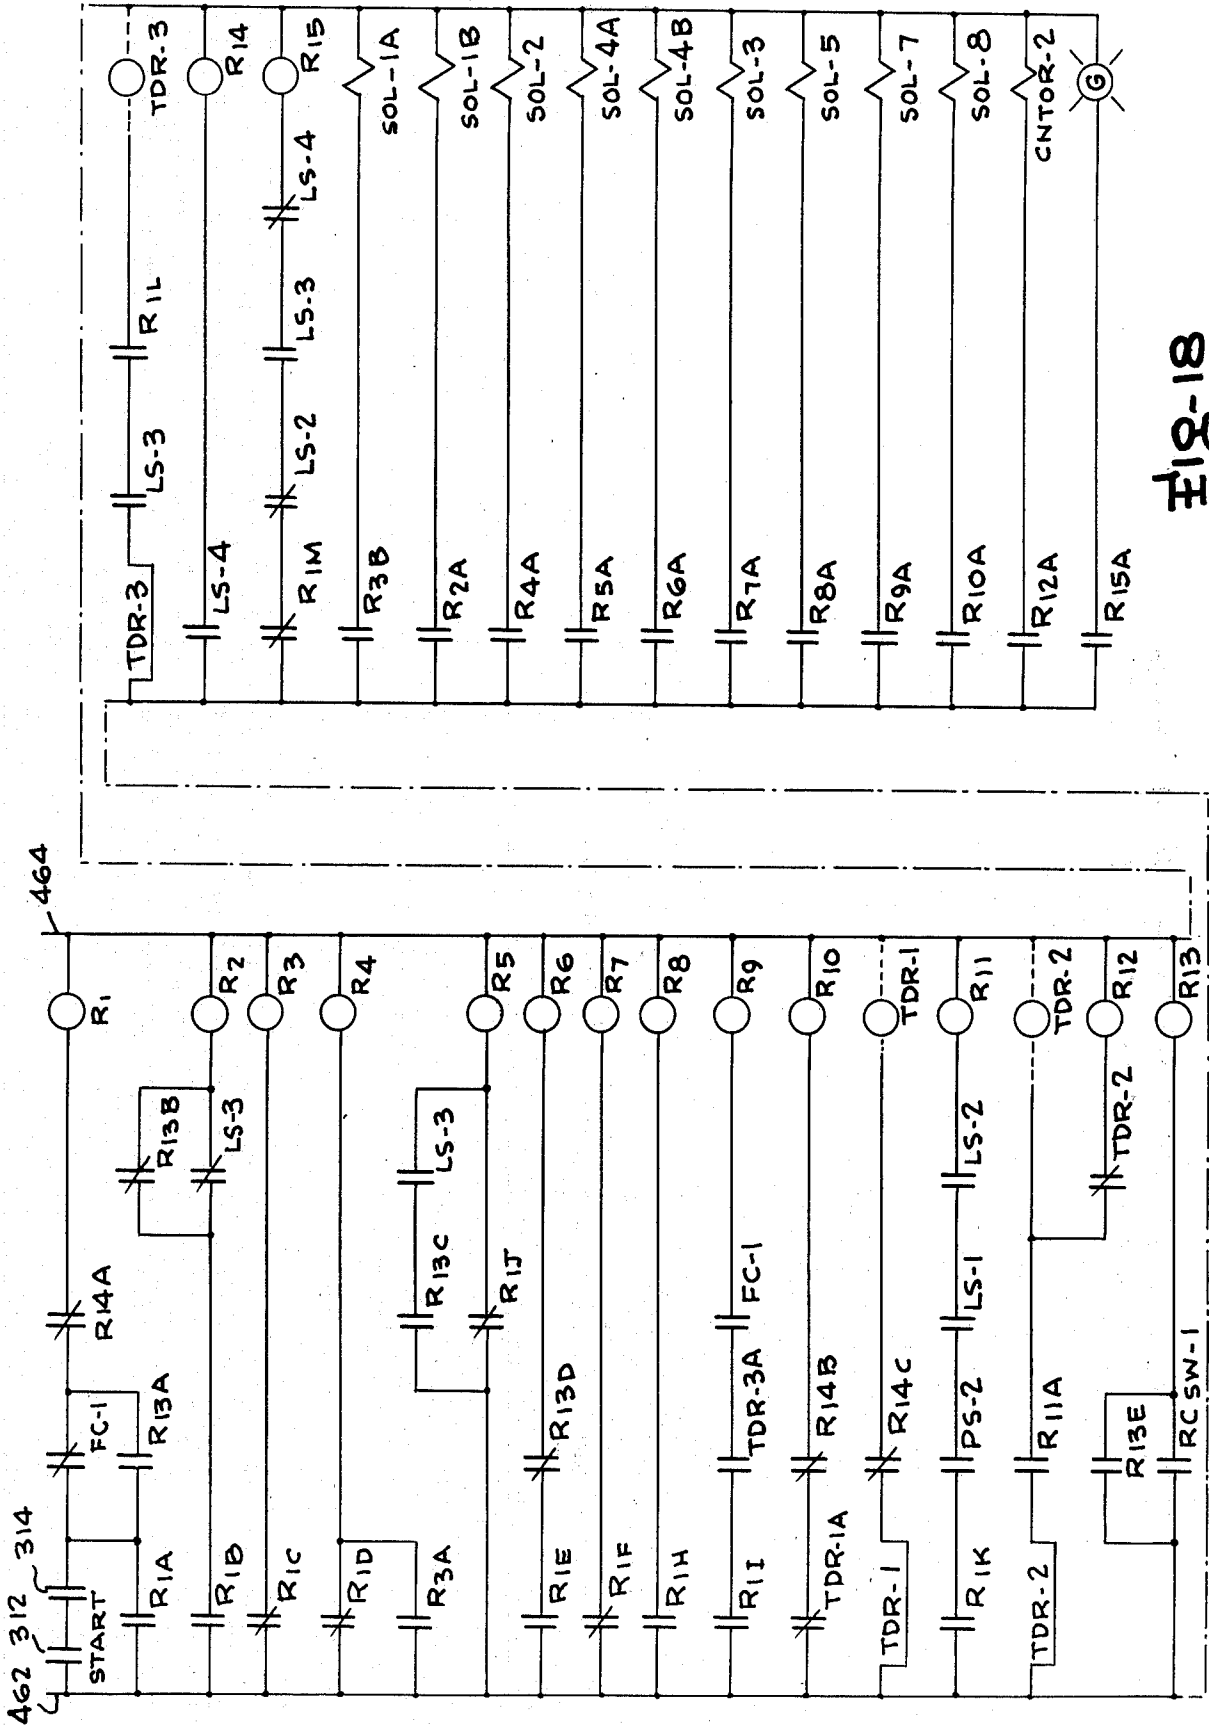 462 312 314
START
FC-1
R14A
R1
464
R1A
R13A
R13B
R1B
LS-3
R2
R1C
R3
R1D
R4
R3A
R13C
LS-3
R1J
R5
R1E
R13D
R6
R1F
R7
R1H
R8
R1I
TDR-3A
FC-1
R9
TDR-1A
R14B
R10
TDR-1
R14C
TDR-1
R1K
PS-2
LS-1
LS-2
R11
TDR-2
R11A
TDR-2
TDR-2
R12
R13E
RC SW-1
R13
TDR-3
LS-3
R1L
TDR-3
LS-4
R14
R1M
LS-2
LS-3
LS-4
R15
R3B
SOL-1A
R2A
SOL-1B
R4A
SOL-2
R5A
SOL-4A
R6A
SOL-4B
R7A
SOL-3
R8A
SOL-5
R9A
SOL-7
R10A
SOL-8
R12A
CNTOR-2
R15A
G
Fig-18